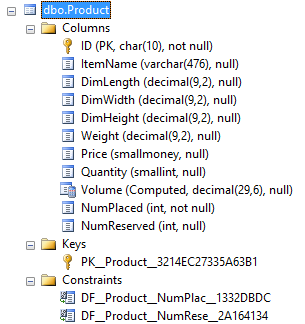 dbo.Product
Columns
ID (PK, char(10), not null)
ItemName (varchar(476), null)
DimLength (decimal(9,2), null)
DimWidth (decimal(9,2), null)
DimHeight (decimal(9,2), null)
Weight (decimal(9,2), null)
Price (smallmoney, null)
Quantity (smallint, null)
Volume (Computed, decimal(29,6), null)
NumPlaced (int, not null)
NumReserved (int, null)
Keys
PK__Product__3214EC27335A63B1
Constraints
DF__Product__NumPlac__1332DBDC
DF__Product__NumRese__2A164134